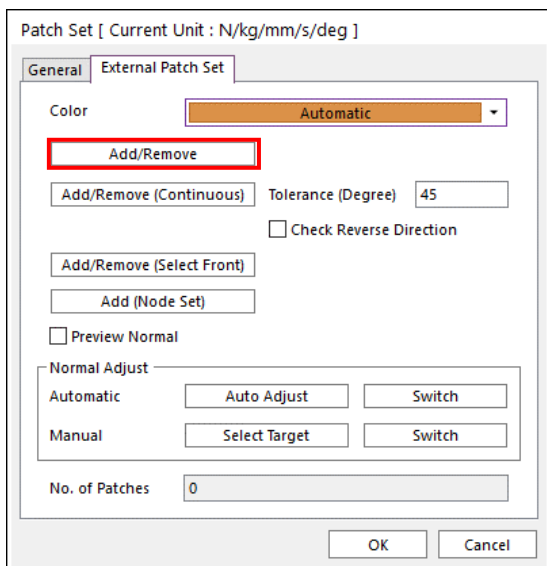 Patch Set [ Current Unit : N/kg/mm/s/deg ]
General External Patch Set
Color Automatic
Add/Remove
Add/Remove (Continuous) Tolerance (Degree) 45
Check Reverse Direction
Add/Remove (Select Front)
Add (Node Set)
Preview Normal
Normal Adjust
Automatic Auto Adjust Switch
Manual Select Target Switch
No. of Patches 0
OK Cancel